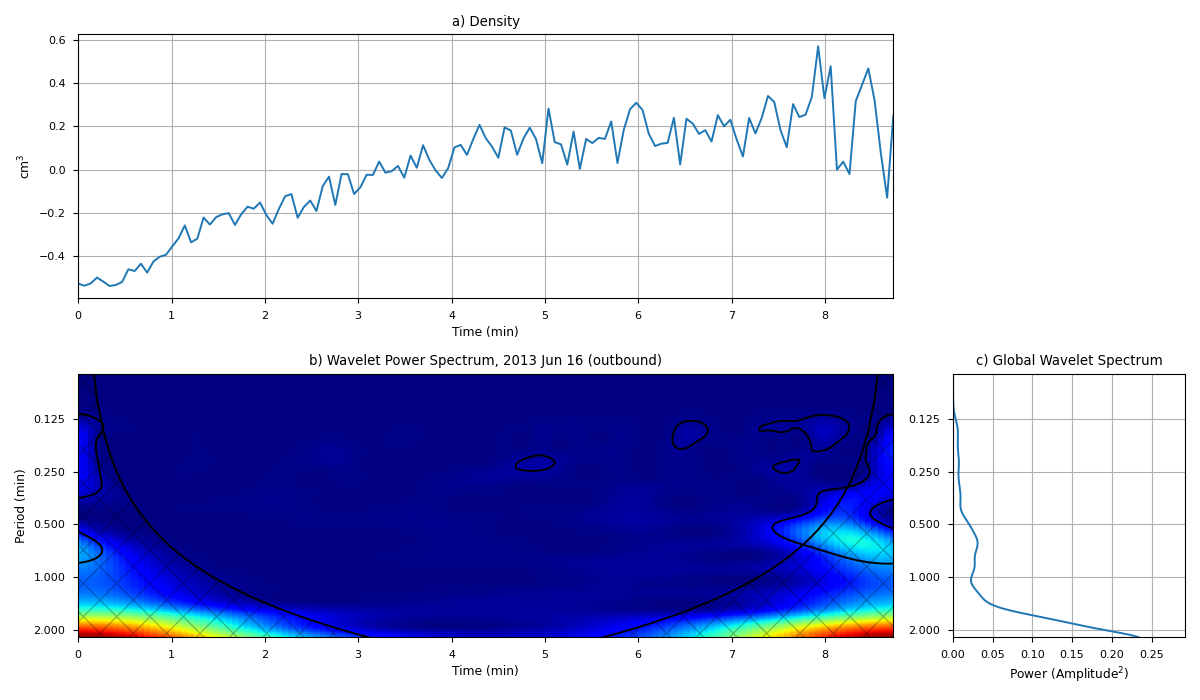 a) Density
0.6
0.4
0.2
0.0
−0.2
−0.4
cm³
0 1 2 3 4 5 6 7 8
Time (min)
b) Wavelet Power Spectrum, 2013 Jun 16 (outbound)
0.125
0.250
0.500
1.000
2.000
Period (min)
0 1 2 3 4 5 6 7 8
Time (min)
c) Global Wavelet Spectrum
0.125
0.250
0.500
1.000
2.000
0.00 0.05 0.10 0.15 0.20 0.25
Power (Amplitude²)